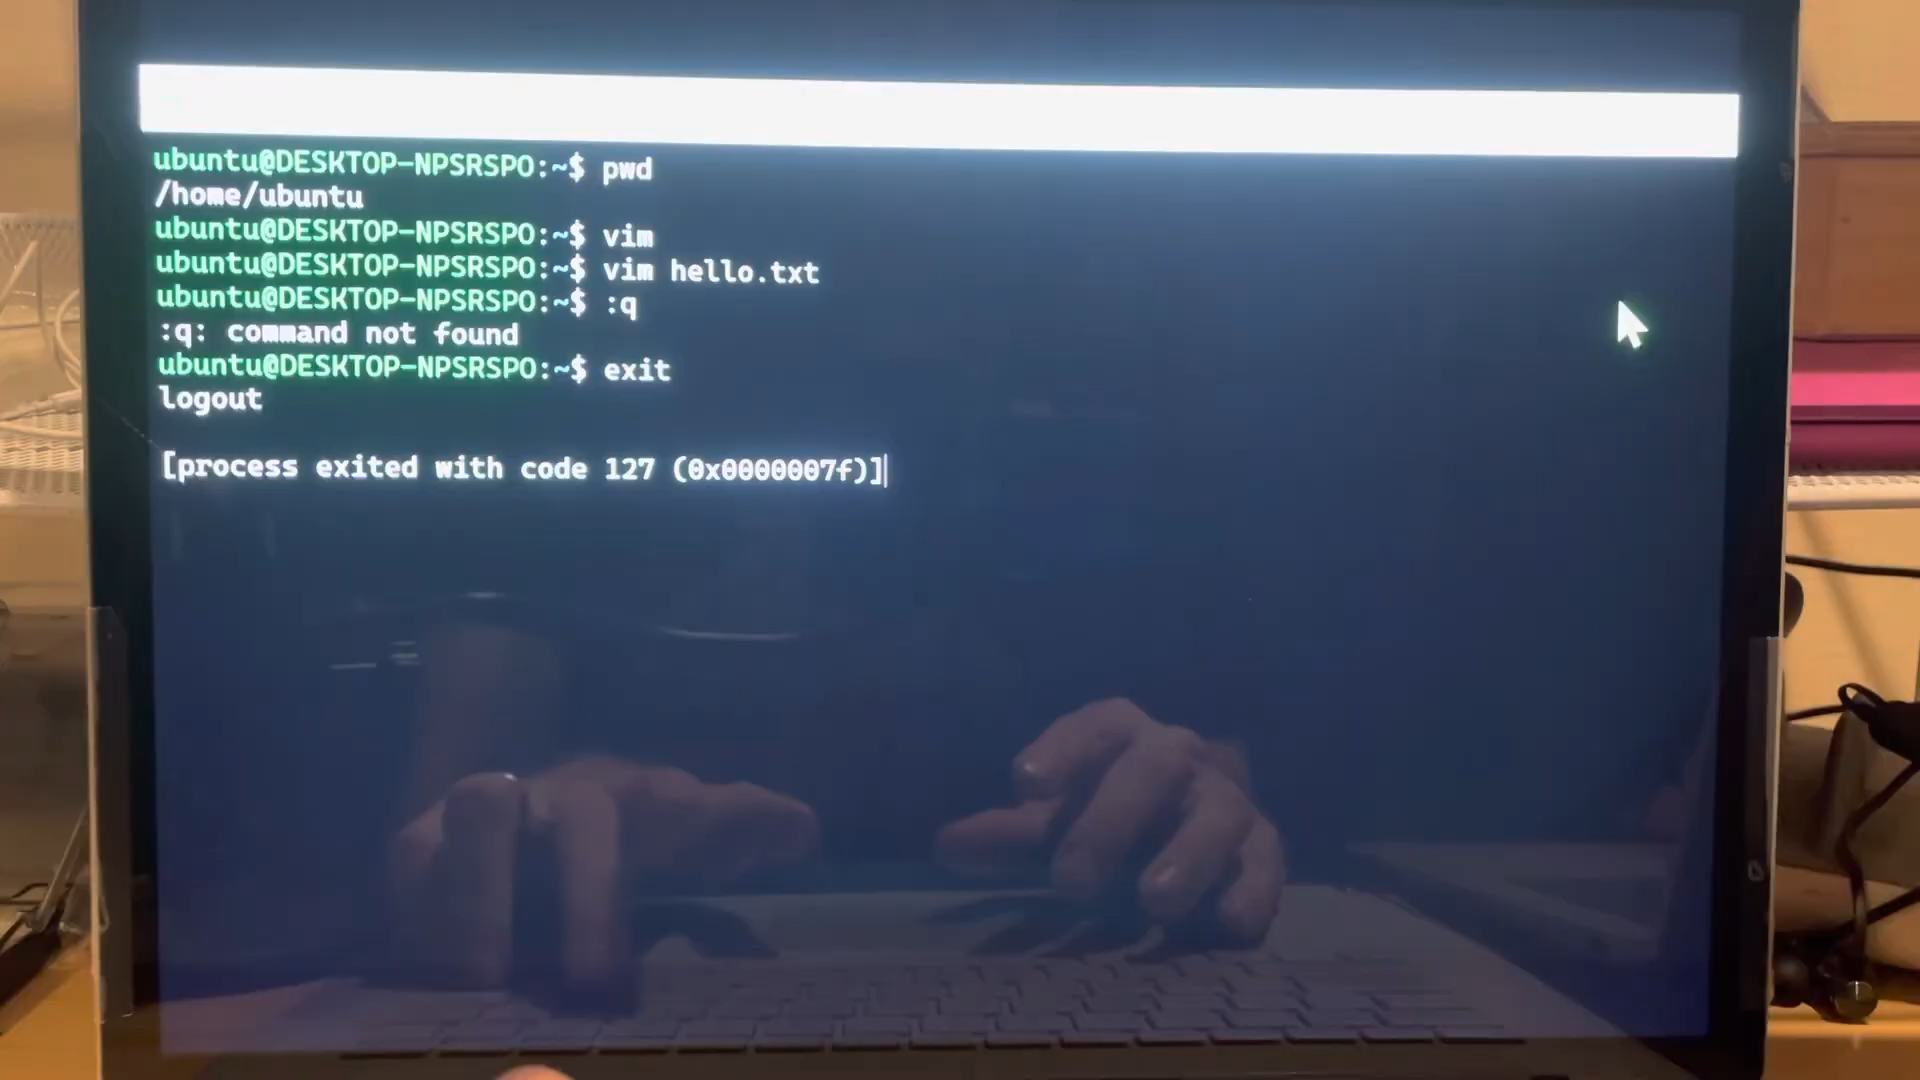 ubuntu@DESKTOP-NPSRSPO:~$ pwd
/home/ubuntu
ubuntu@DESKTOP-NPSRSPO:~$ vim
ubuntu@DESKTOP-NPSRSPO:~$ vim hello.txt
ubuntu@DESKTOP-NPSRSPO:~$ :q
:q: command not found
ubuntu@DESKTOP-NPSRSPO:~$ exit
logout
[process exited with code 127 (0x0000007f)]